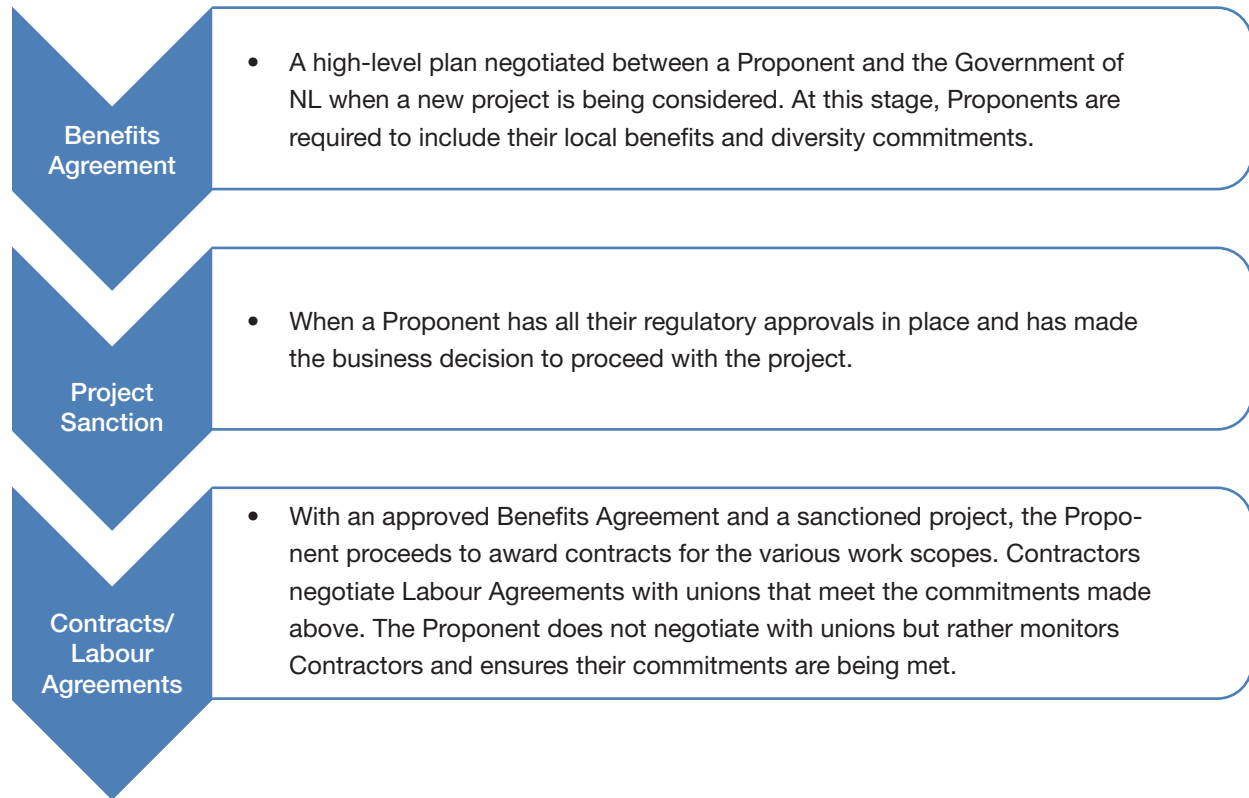 Benefits
Agreement
• A high-level plan negotiated between a Proponent and the Government of
NL when a new project is being considered. At this stage, Proponents are
required to include their local benefits and diversity commitments.
Project
Sanction
• When a Proponent has all their regulatory approvals in place and has made
the business decision to proceed with the project.
Contracts/
Labour
Agreements
• With an approved Benefits Agreement and a sanctioned project, the Propo-
nent proceeds to award contracts for the various work scopes. Contractors
negotiate Labour Agreements with unions that meet the commitments made
above. The Proponent does not negotiate with unions but rather monitors
Contractors and ensures their commitments are being met.